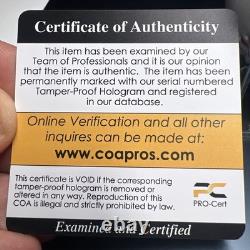 Certificate of Authenticity
This item has been examined by our
Team of Professionals and it is our opinion
that the item is authentic. The item has been
permanently marked with our serial numbered
Tamper-Proof Hologram and registered
in our database.
Online Verification and all other
inquires can be made at:
www.coapros.com
This certificate is VOID if the corresponding
tamper-proof hologram is removed or
altered in any way. Reproduction of this
COA is illegal and strictly prohibited by law.
PRO-Cert
Examined and Certified
ebay